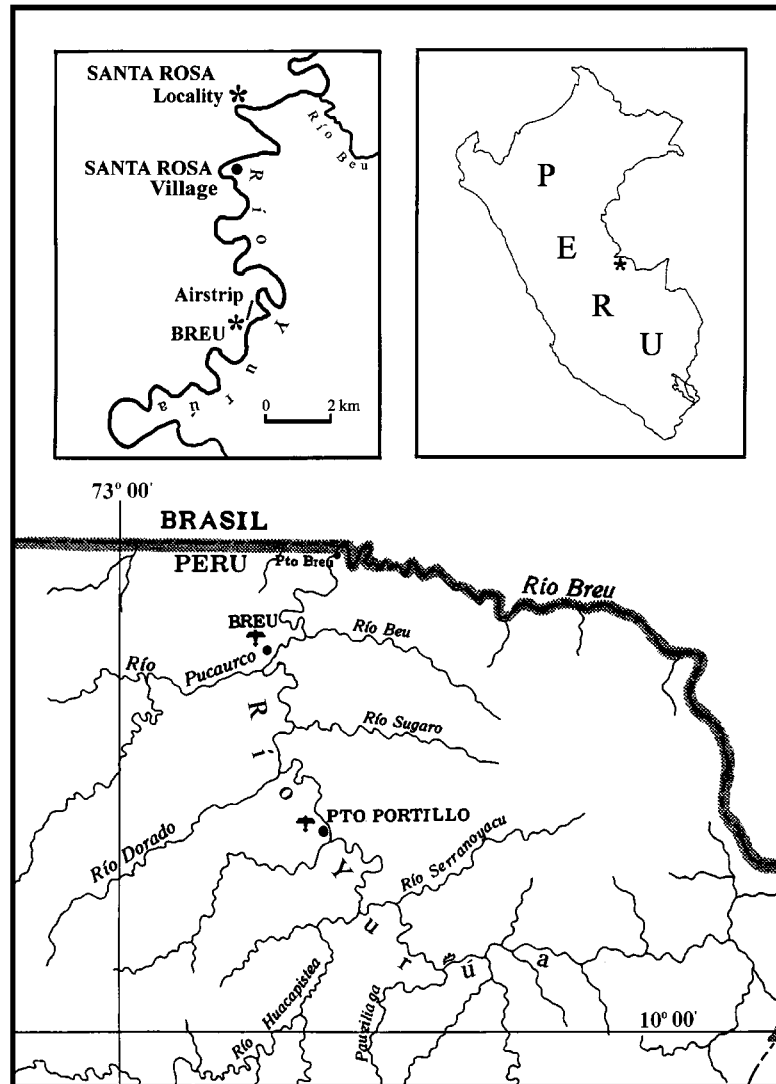 SANTA ROSA
Locality
Río Beu
SANTA ROSA
Village
Río Yurúa
Airstrip
BREU
0 2 km
P
E
R
U
73° 00'
BRASIL
PERU
Pto Breu
Río Breu
BREU
Río Beu
Río Pucaurco
Río Sugaro
PTO PORTILLO
Río Dorado
Río Serranoyacu
Río Yurúa
Río Huacapistea
Pauxiliaga
10° 00'